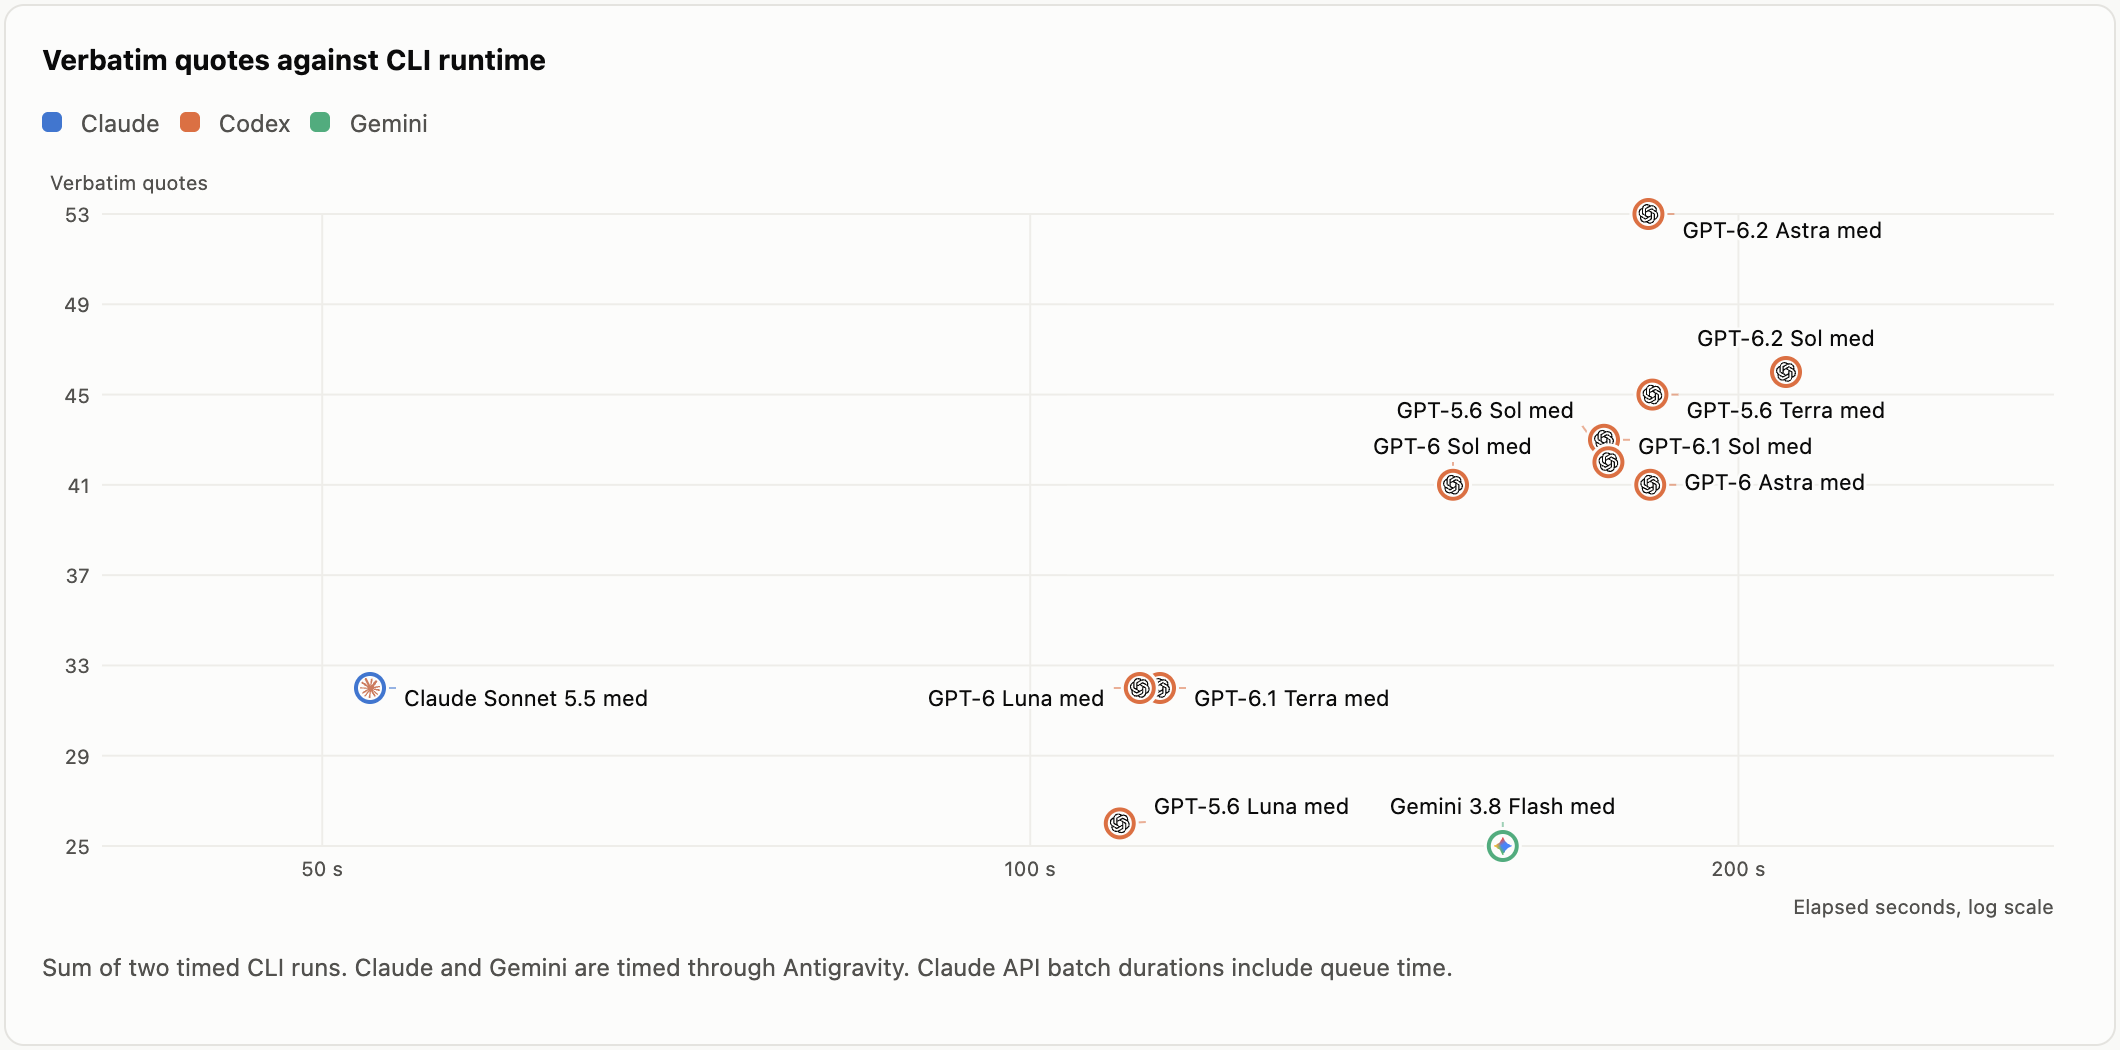 Verbatim quotes against CLI runtime
Claude Codex Gemini
Verbatim quotes
53
GPT-6.2 Astra med
49
GPT-6.2 Sol med
45
GPT-5.6 Sol med GPT-5.6 Terra med
GPT-6 Sol med GPT-6.1 Sol med
41 GPT-6 Astra med
37
33
Claude Sonnet 5.5 med GPT-6 Luna med GPT-6.1 Terra med
29
GPT-5.6 Luna med Gemini 3.8 Flash med
25
50 s 100 s 200 s
Elapsed seconds, log scale
Sum of two timed CLI runs. Claude and Gemini are timed through Antigravity. Claude API batch durations include queue time.